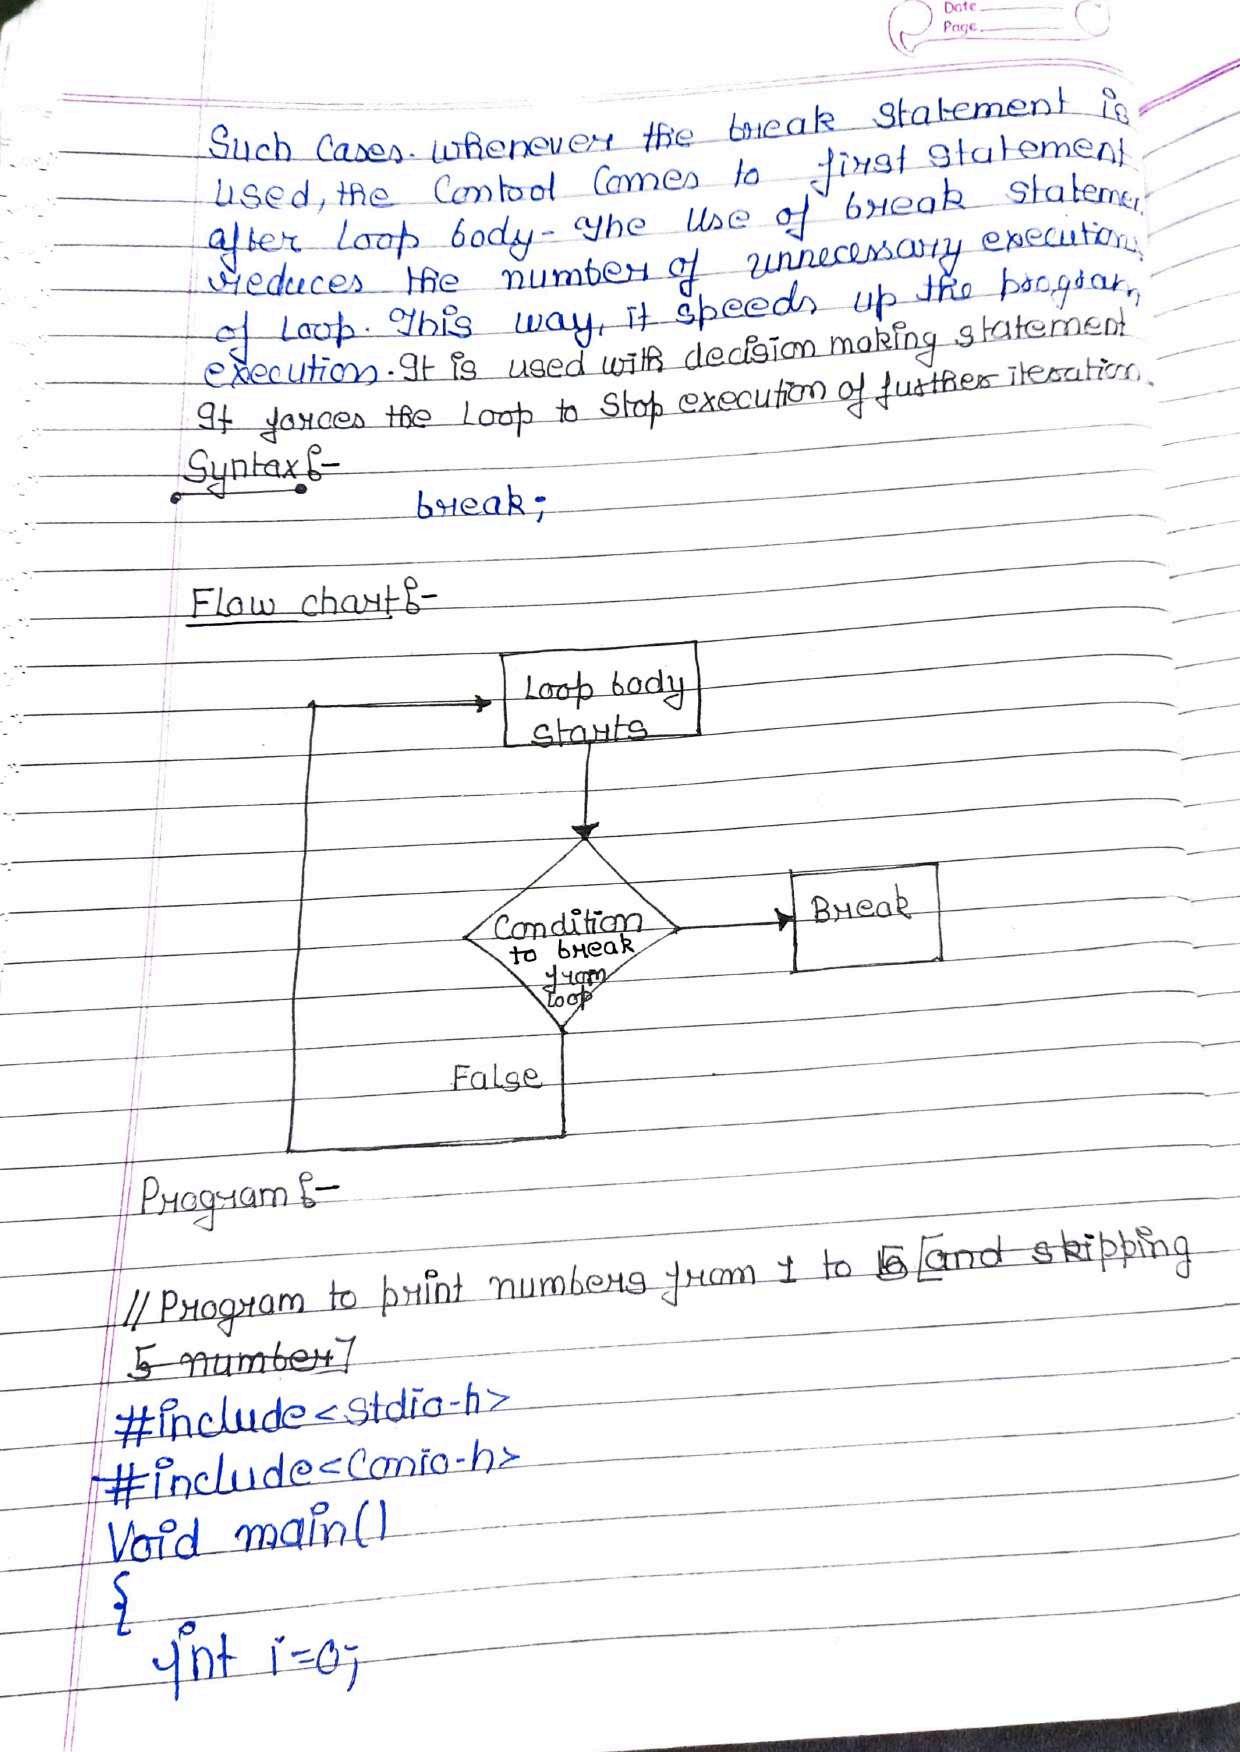 Date
Page
Such Cases. Whenever the break statement is
used, the Contool Comes to first statement
after Loop body- The use of break stateme
reduces the number of unnecessary execution
of Loop. This way, it speeds up the program
execution. It is used with decision making statement
It forces the Loop to Stop execution of further iteration.
Syntax :-
break;
Flow chart :-
Loop body
starts
Condition
to break
from
loop
Break
False
Program :-
// Program to print numbers from 1 to [and skipping
5 number]
#include<stdio.h>
#include<Conio.h>
Void main()
{
int i=0;